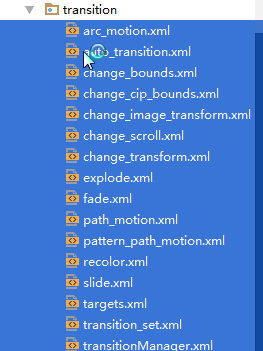 transition
arc_motion.xml
auto_transition.xml
change_bounds.xml
change_cip_bounds.xml
change_image_transform.xml
change_scroll.xml
change_transform.xml
explode.xml
fade.xml
path_motion.xml
pattern_path_motion.xml
recolor.xml
slide.xml
targets.xml
transition_set.xml
transitionManager.xml